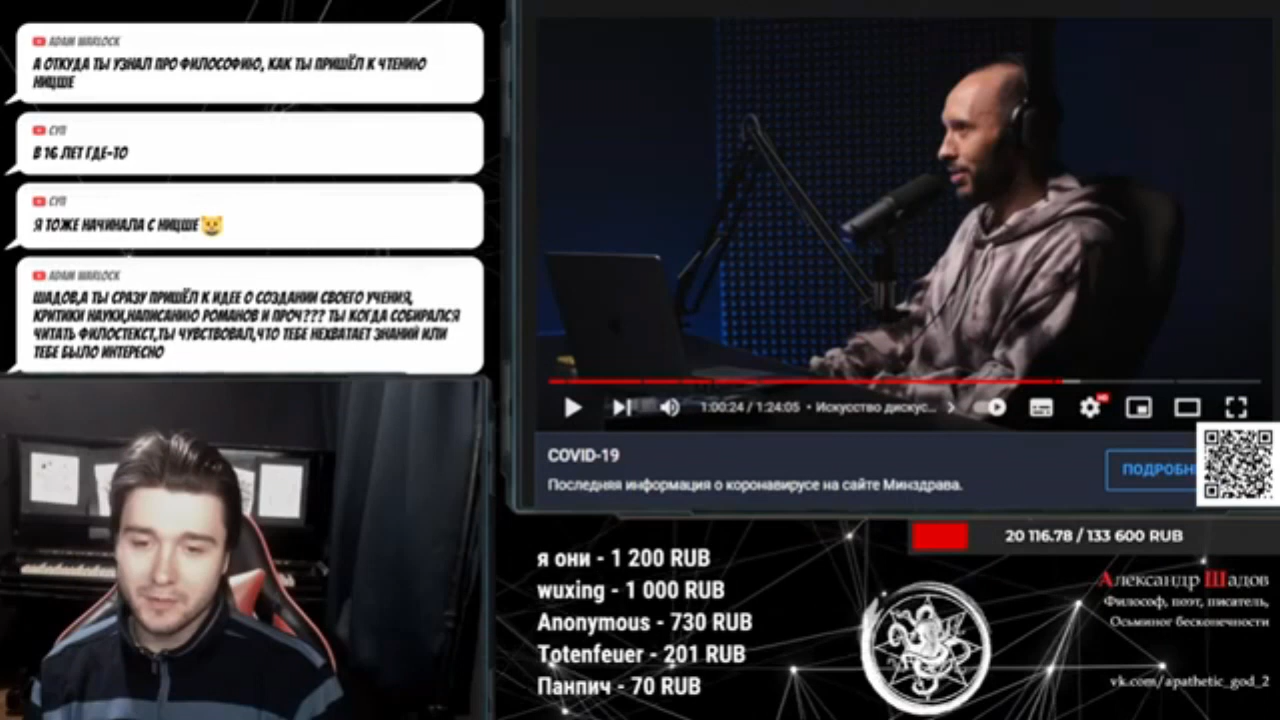 ADAM WARLOCK
А ОТКУДА ТЫ УЗНАЛ ПРО ФИЛОСОФИЮ, КАК ТЫ ПРИШЁЛ К ЧТЕНИЮ
НИЦШЕ
СУП
В 16 ЛЕТ ГДЕ-ТО
СУП
Я ТОЖЕ НАЧИНАЛА С НИЦШЕ
ADAM WARLOCK
ШАДОВ,А ТЫ СРАЗУ ПРИШЁЛ К ИДЕЕ О СОЗДАНИИ СВОЕГО УЧЕНИЯ,
КРИТИКИ НАУКИ,НАПИСАНИЮ РОМАНОВ И ПРОЧ??? ТЫ КОГДА СОБИРАЛСЯ
ЧИТАТЬ ФИЛОСТЕКСТ,ТЫ ЧУВСТВОВАЛ,ЧТО ТЕБЕ НЕХВАТАЕТ ЗНАНИЙ ИЛИ
ТЕБЕ БЫЛО ИНТЕРЕСНО
1:00:24 / 1:24:05 • Искусство дискус...
COVID-19
Последняя информация о коронавирусе на сайте Минздрава.
ПОДРОБН
20 116.78 / 133 600 RUB
я они - 1 200 RUB
wuxing - 1 000 RUB
Anonymous - 730 RUB
Totenfeuer - 201 RUB
Панпич - 70 RUB
Александр Шадов
Философ, поэт, писатель,
Осьминог бесконечности
vk.com/apathetic_god_2